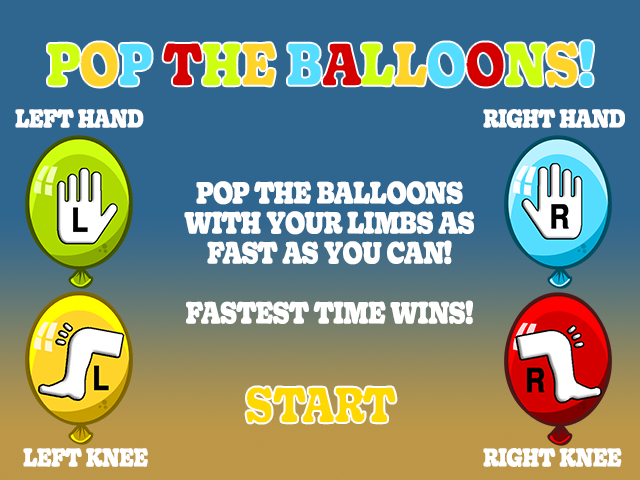 POP THE BALLOONS!
LEFT HAND
RIGHT HAND
L
R
POP THE BALLOONS
WITH YOUR LIMBS AS
FAST AS YOU CAN!
FASTEST TIME WINS!
L
R
START
LEFT KNEE
RIGHT KNEE